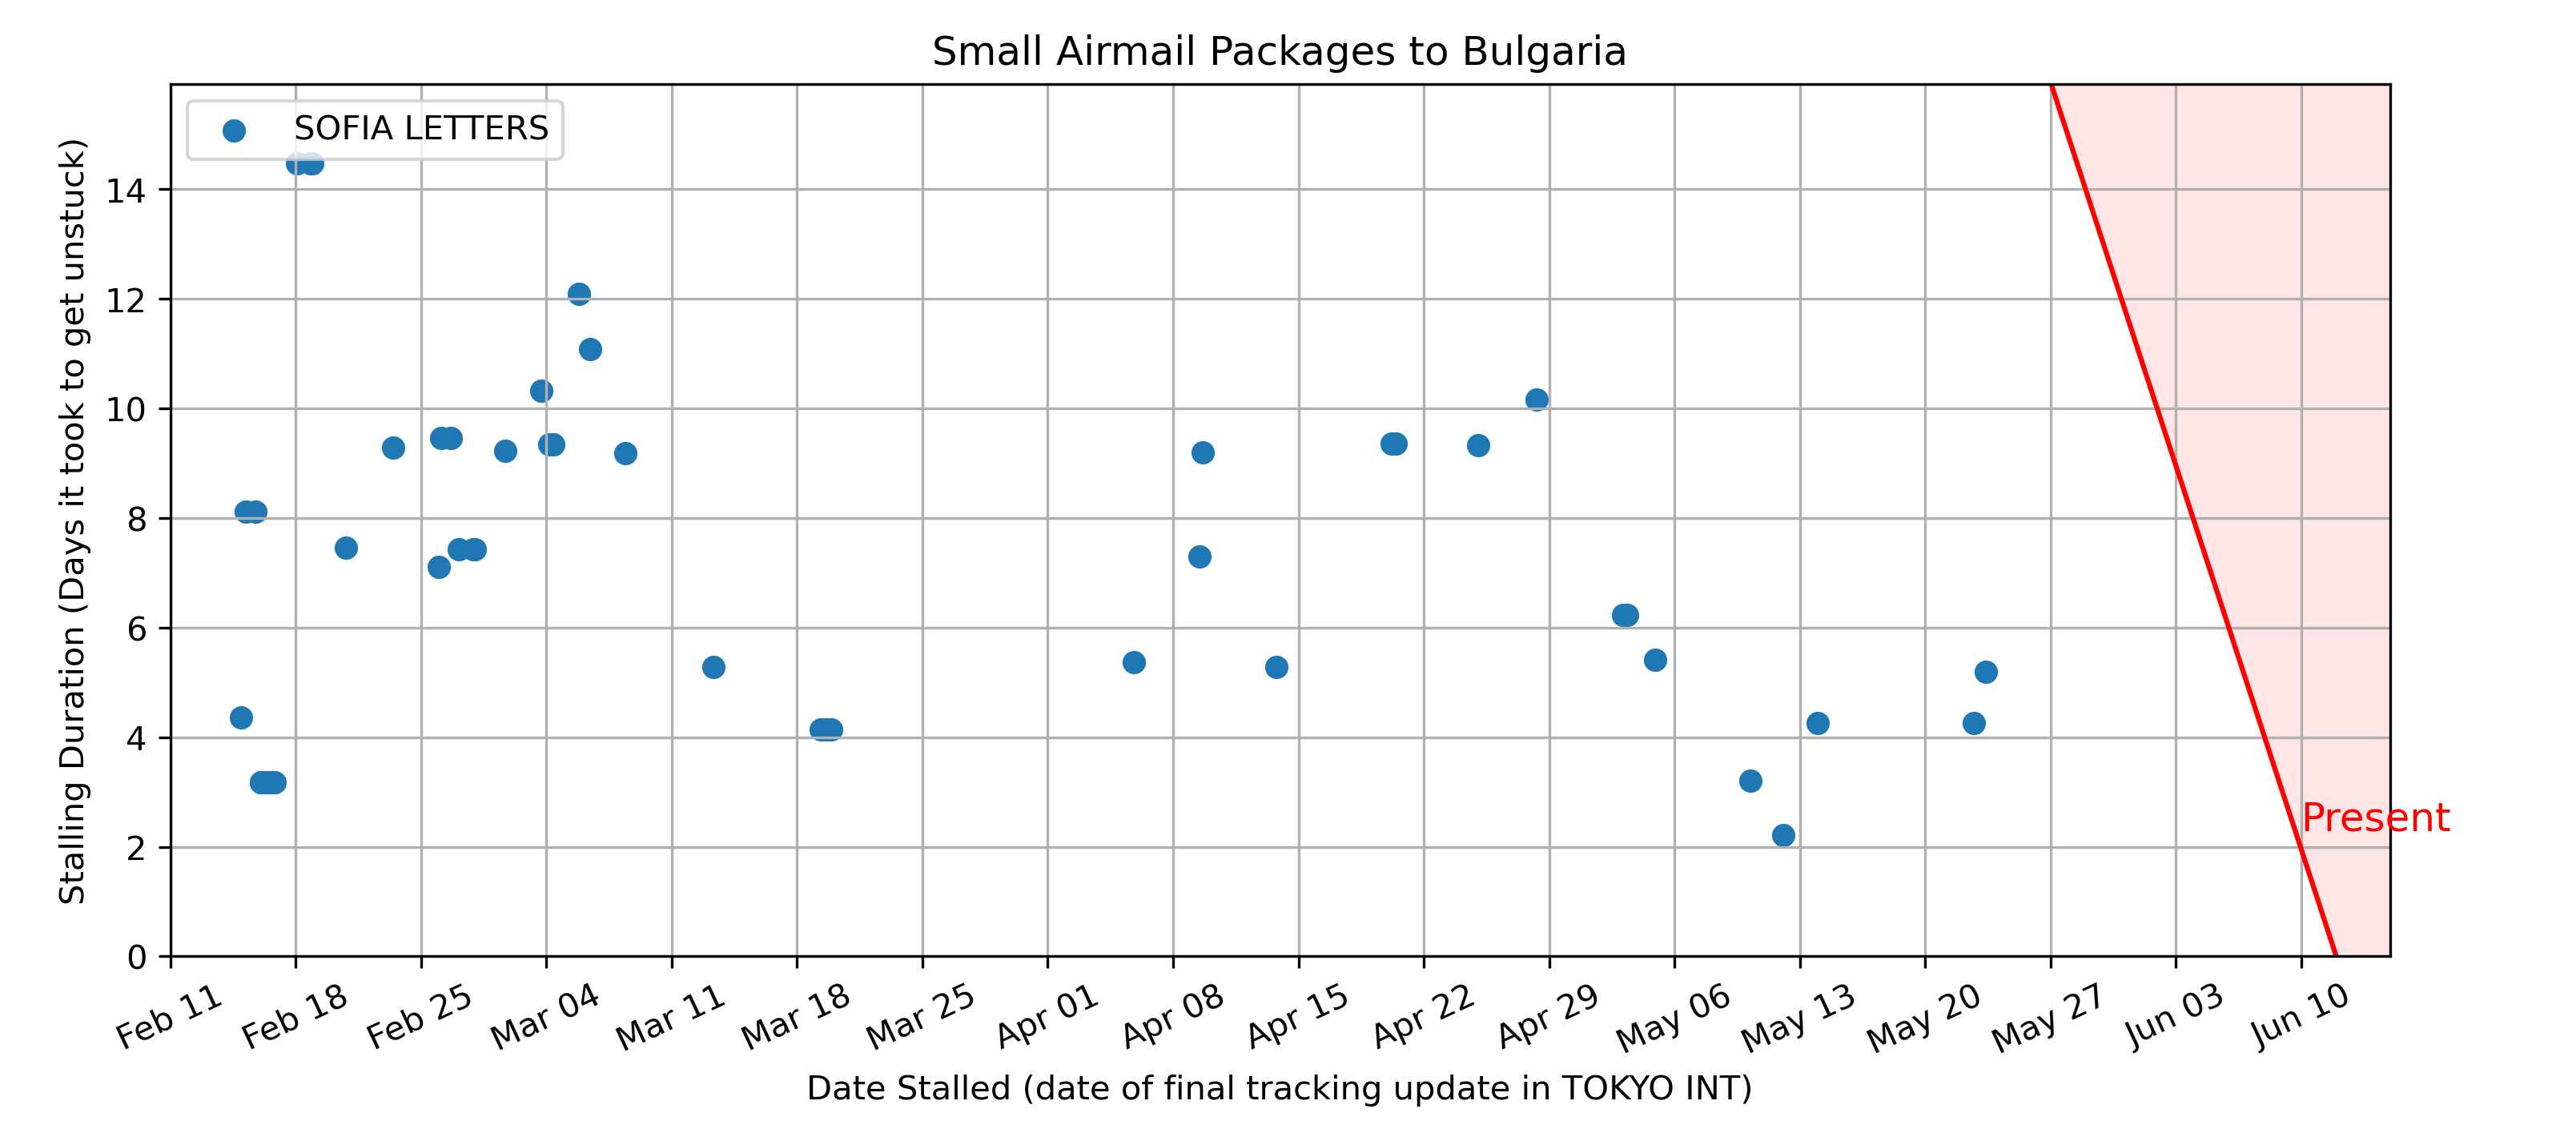 Small Airmail Packages to Bulgaria
SOFIA LETTERS
Stalling Duration (Days it took to get unstuck)
14
12
10
8
6
4
2
0
Present
Feb 11
Feb 18
Feb 25
Mar 04
Mar 11
Mar 18
Mar 25
Apr 01
Apr 08
Apr 15
Apr 22
Apr 29
May 06
May 13
May 20
May 27
Jun 03
Jun 10
Date Stalled (date of final tracking update in TOKYO INT)